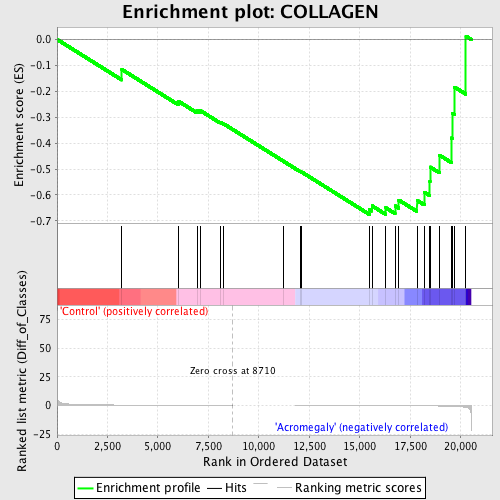 Enrichment plot: COLLAGEN
Enrichment score (ES)
0.0
-0.1
-0.2
-0.3
-0.4
-0.5
-0.6
-0.7
'Control' (positively correlated)
Ranked list metric (Diff_of_Classes)
75
50
25
0
-25
Zero cross at 8710
'Acromegaly' (negatively correlated)
0 2,500 5,000 7,500 10,000 12,500 15,000 17,500 20,000
Rank in Ordered Dataset
Enrichment profile Hits Ranking metric scores